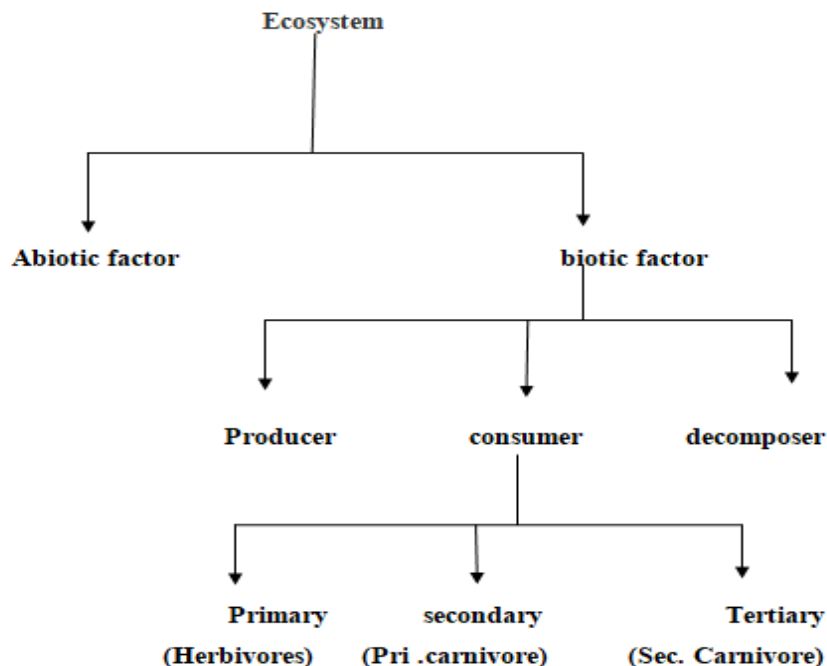 Ecosystem
Abiotic factor biotic factor
Producer consumer decomposer
Primary secondary Tertiary
(Herbivores) (Pri .carnivore) (Sec. Carnivore)